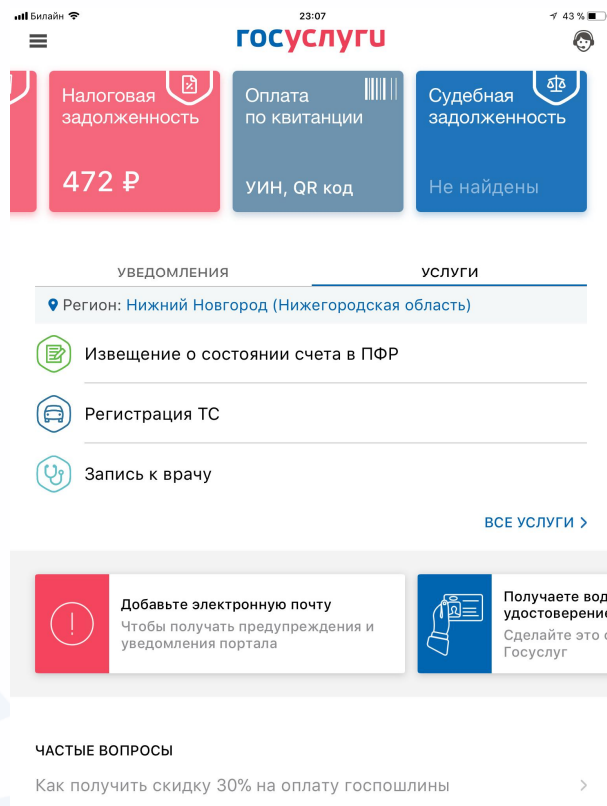 Билайн
23:07
43 %
госуслуги
Налоговая
задолженность
472 ₽
Оплата
по квитанции
УИН, QR код
Судебная
задолженность
Не найдены
УВЕДОМЛЕНИЯ
УСЛУГИ
Регион: Нижний Новгород (Нижегородская область)
Извещение о состоянии счета в ПФР
Регистрация ТС
Запись к врачу
ВСЕ УСЛУГИ
Добавьте электронную почту
Чтобы получать предупреждения и
уведомления портала
Получаете вод
удостоверение
Сделайте это
Госуслуг
ЧАСТЫЕ ВОПРОСЫ
Как получить скидку 30% на оплату госпошлины